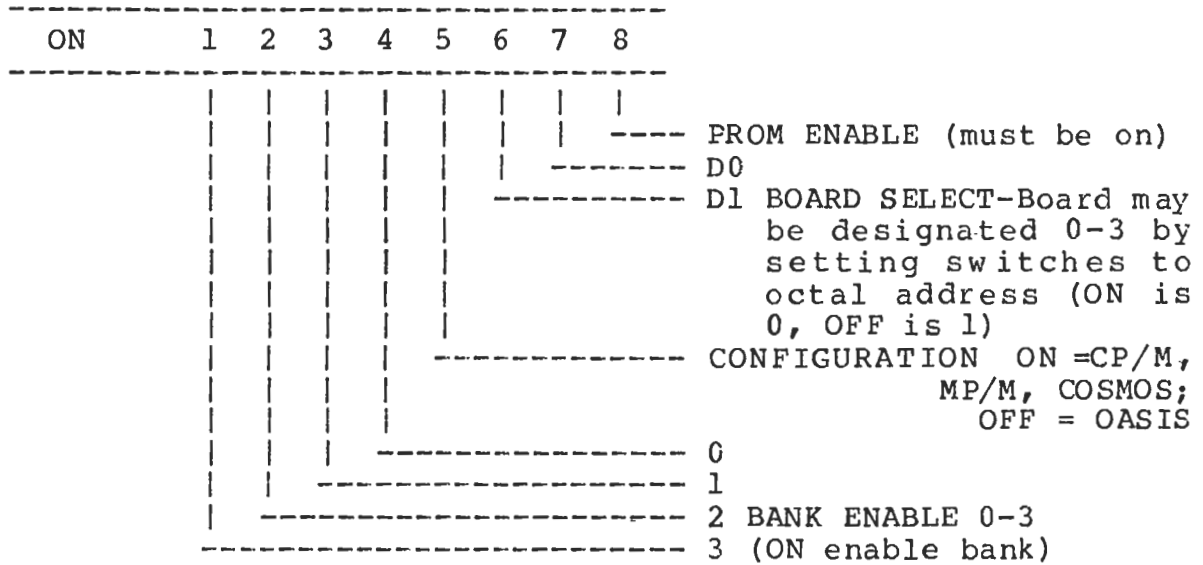 ON 1 2 3 4 5 6 7 8
PROM ENABLE (must be on)
D0
D1 BOARD SELECT-Board may
be designated 0-3 by
setting switches to
octal address (ON is
0, OFF is 1)
CONFIGURATION ON =CP/M,
MP/M, COSMOS;
OFF = OASIS
0
1
2 BANK ENABLE 0-3
3 (ON enable bank)